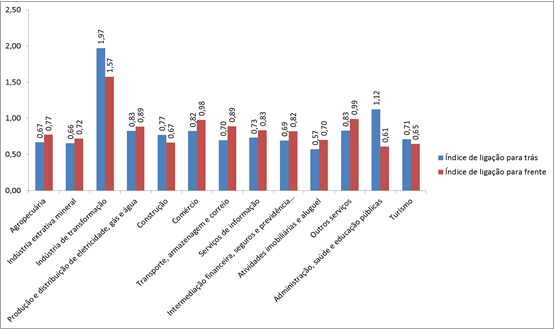 2,50
2,00
1,50
1,00
0,50
0,00
0,67
0,77
0,66
0,72
1,97
1,57
0,83
0,89
0,77
0,67
0,82
0,98
0,70
0,89
0,73
0,83
0,69
0,82
0,57
0,70
0,83
0,99
1,12
0,61
0,71
0,65
Agropecuária
Indústria extrativa mineral
Indústria de transformação
Produção e distribuição de eletricidade, gás e água
Construção
Comércio
Transporte, armazenagem e correio
Serviços de informação
Intermediação financeira, seguros e previdência...
Atividades imobiliárias e aluguel
Outros serviços
Administração, saúde e educação públicas
Turismo
Índice de ligação para trás
Índice de ligação para frente